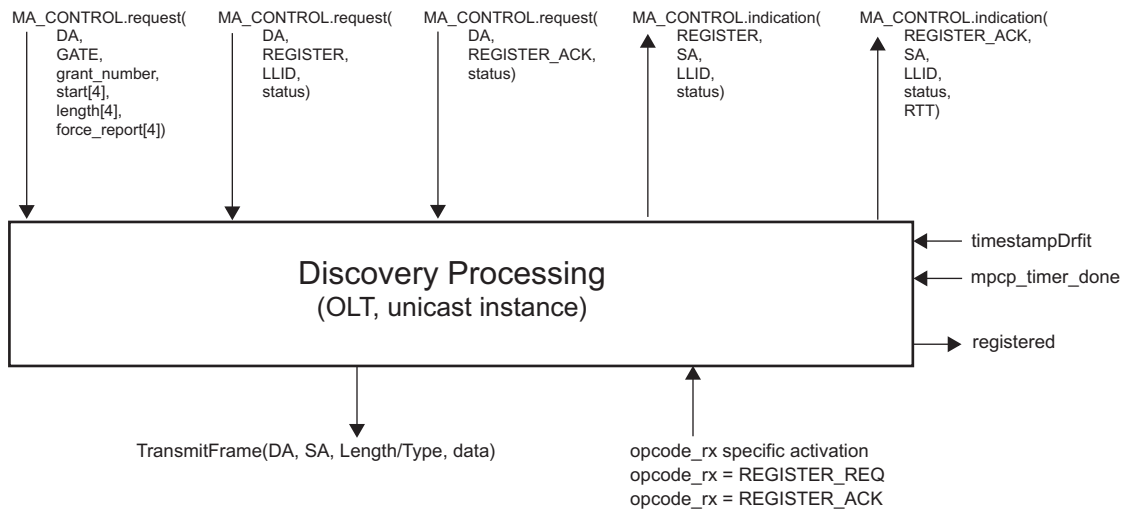 MA_CONTROL.request(
DA,
GATE,
grant_number,
start[4],
length[4],
force_report[4])
MA_CONTROL.request(
DA,
REGISTER,
LLID,
status)
MA_CONTROL.request(
DA,
REGISTER_ACK,
status)
MA_CONTROL.indication(
REGISTER,
SA,
LLID,
status)
MA_CONTROL.indication(
REGISTER_ACK,
SA,
LLID,
status,
RTT)
Discovery Processing
(OLT, unicast instance)
timestampDrfit
mpcp_timer_done
registered
TransmitFrame(DA, SA, Length/Type, data)
opcode_rx specific activation
opcode_rx = REGISTER_REQ
opcode_rx = REGISTER_ACK